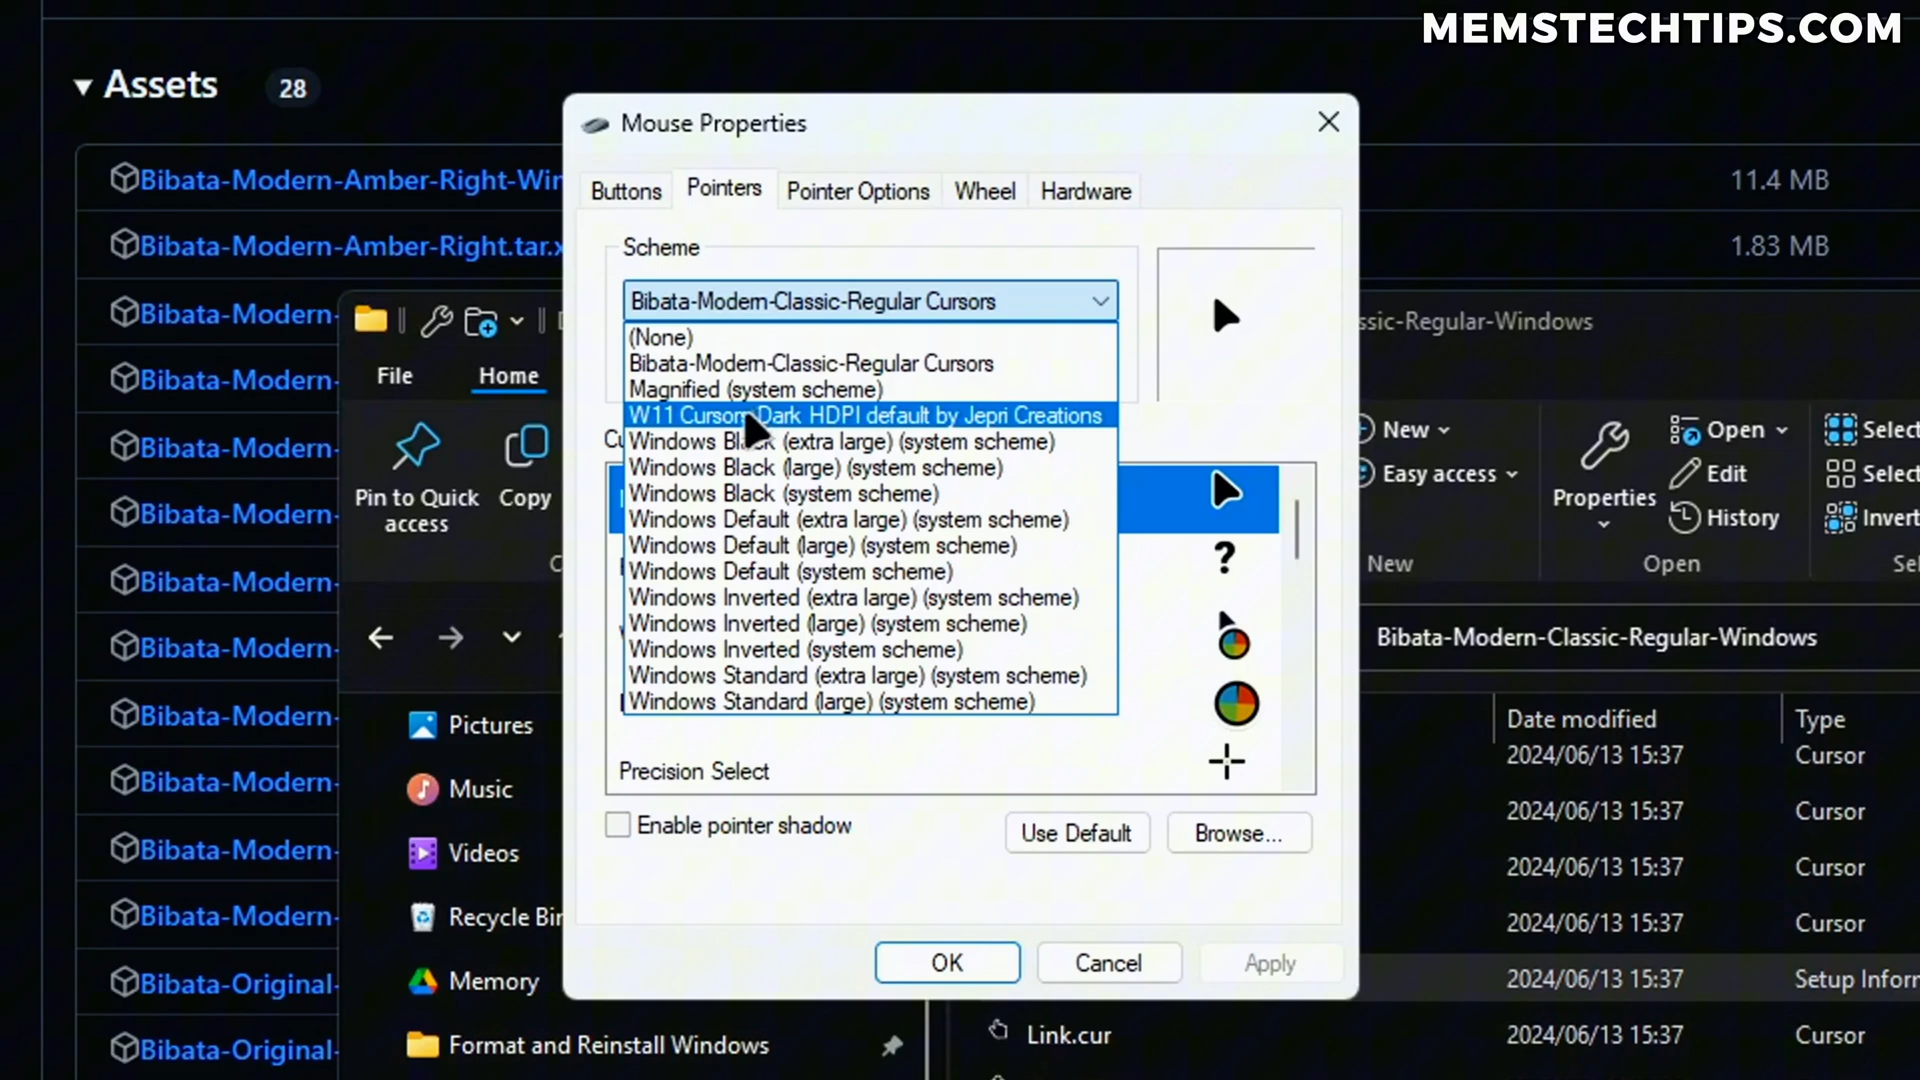 MEMSTECHTIPS.COM
Assets 28
Bibata-Modern-Amber-Right-Win
11.4 MB
Bibata-Modern-Amber-Right.tar.x
1.83 MB
Bibata-Modern-
Bibata-Modern-
Bibata-Modern-
Bibata-Modern-
Bibata-Modern-
Bibata-Modern-
Bibata-Modern-
Bibata-Modern-
Bibata-Modern-
Bibata-Modern-
Bibata-Original-
Bibata-Original-
Mouse Properties
Buttons Pointers Pointer Options Wheel Hardware
Scheme
Bibata-Modern-Classic-Regular Cursors
(None)
Bibata-Modern-Classic-Regular Cursors
Magnified (system scheme)
W11 Cursor Dark HDPI default by Jepri Creations
Windows Black (extra large) (system scheme)
Windows Black (large) (system scheme)
Windows Black (system scheme)
Windows Default (extra large) (system scheme)
Windows Default (large) (system scheme)
Windows Default (system scheme)
Windows Inverted (extra large) (system scheme)
Windows Inverted (large) (system scheme)
Windows Inverted (system scheme)
Windows Standard (extra large) (system scheme)
Windows Standard (large) (system scheme)
Precision Select
Enable pointer shadow
Use Default
Browse...
OK
Cancel
Apply
File Home
Pin to Quick
access
Copy
Pictures
Music
Videos
Recycle Bin
Memory
Format and Reinstall Windows
ssic-Regular-Windows
New
Easy access
New
Properties
Open
Edit
History
Open
Select
Select
Invert
Sel
Bibata-Modern-Classic-Regular-Windows
Date modified Type
2024/06/13 15:37 Cursor
2024/06/13 15:37 Cursor
2024/06/13 15:37 Cursor
2024/06/13 15:37 Cursor
2024/06/13 15:37 Setup Inforr
Link.cur 2024/06/13 15:37 Cursor